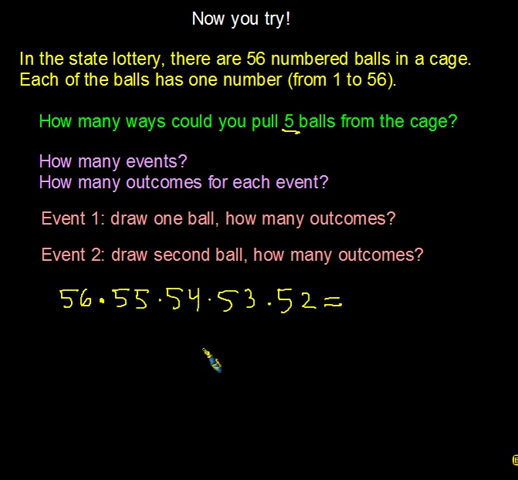 Now you try!
In the state lottery, there are 56 numbered balls in a cage.
Each of the balls has one number (from 1 to 56).
How many ways could you pull 5 balls from the cage?
How many events?
How many outcomes for each event?
Event 1: draw one ball, how many outcomes?
Event 2: draw second ball, how many outcomes?
56·55·54·53·52=